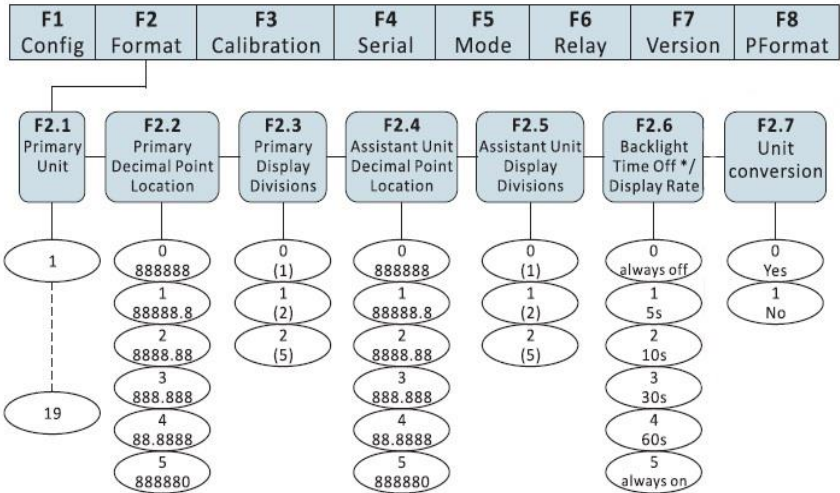 F1 F2 F3 F4 F5 F6 F7 F8
Config Format Calibration Serial Mode Relay Version PFormat
F2.1
Primary
Unit
F2.2
Primary
Decimal Point
Location
F2.3
Primary
Display
Divisions
F2.4
Assistant Unit
Decimal Point
Location
F2.5
Assistant Unit
Display
Divisions
F2.6
Backlight
Time Off */
Display Rate
F2.7
Unit
conversion
1
19
0
888888
1
88888.8
2
8888.88
3
888.888
4
88.8888
5
888880
0
(1)
1
(2)
2
(5)
0
888888
1
88888.8
2
8888.88
3
888.888
4
88.8888
5
888880
0
(1)
1
(2)
2
(5)
0
always off
1
5s
2
10s
3
30s
4
60s
5
always on
0
Yes
1
No